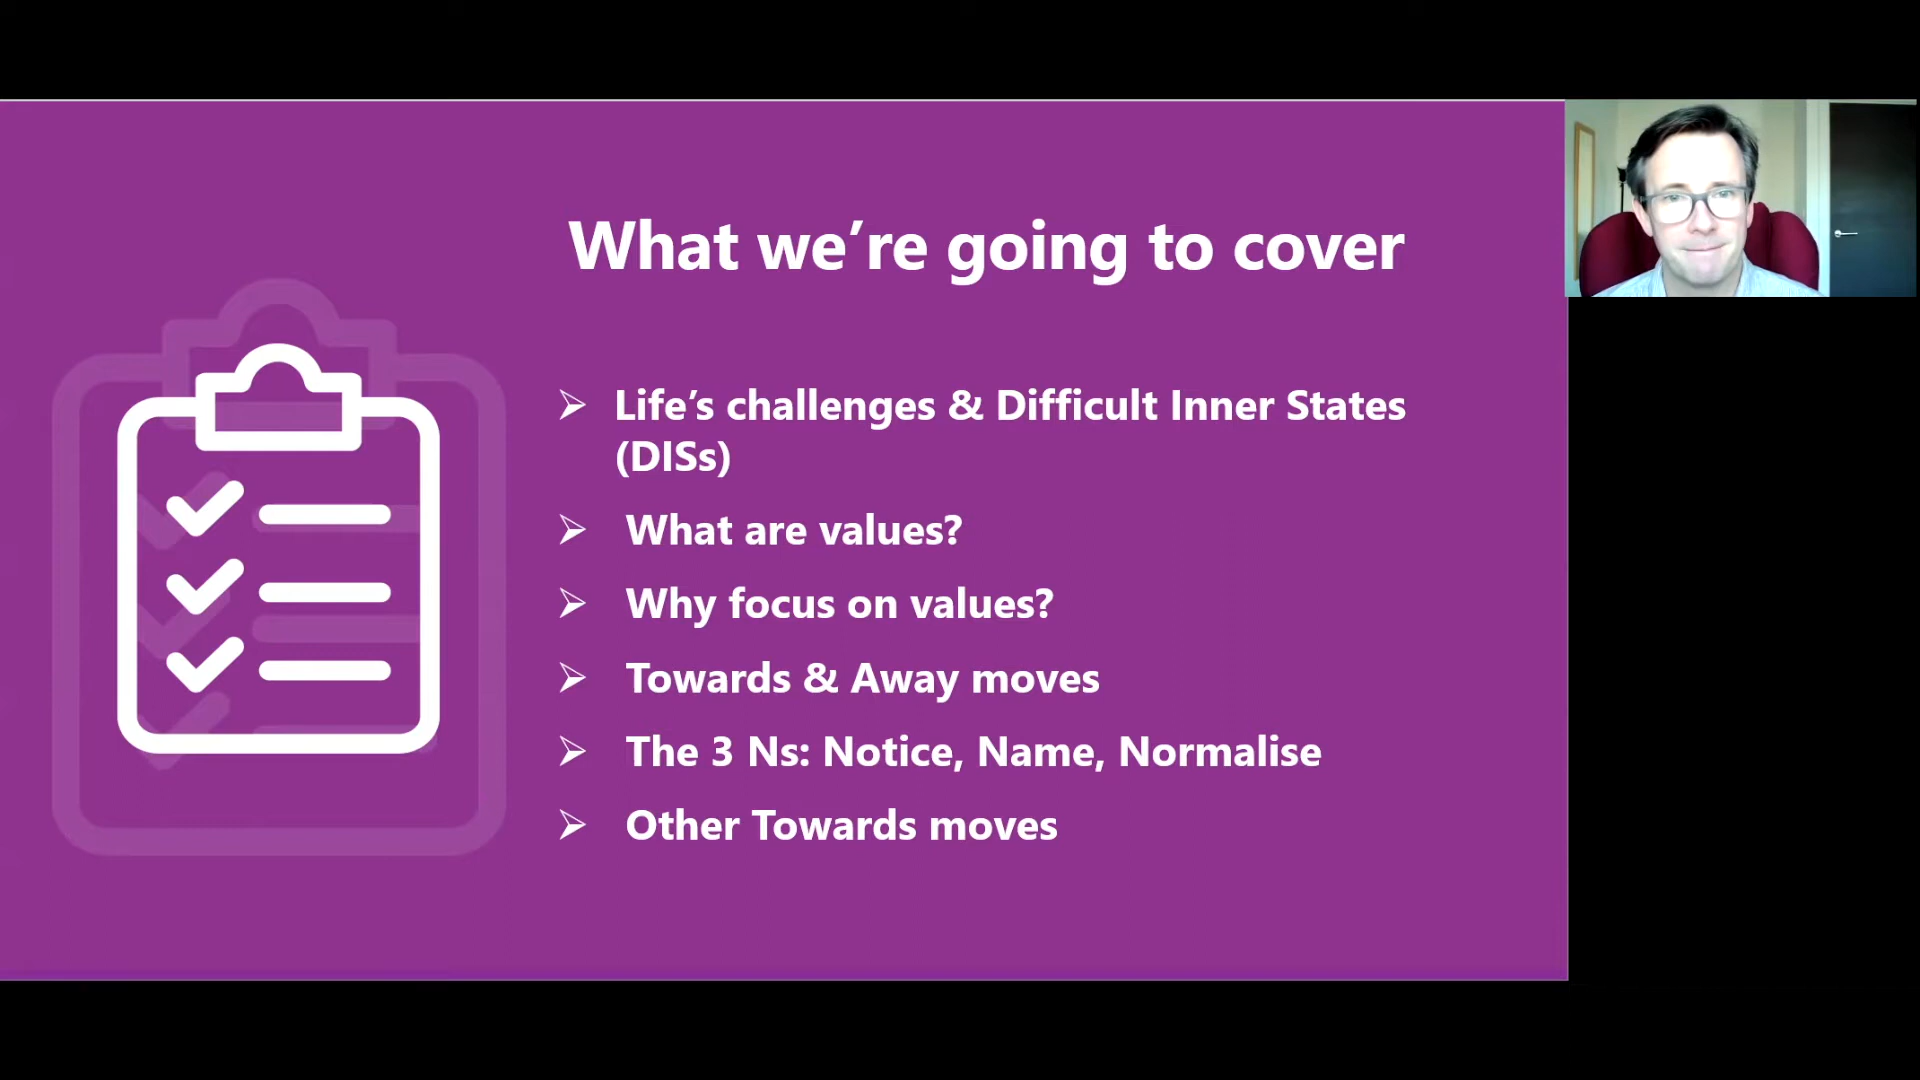 What we’re going to cover
Life’s challenges & Difficult Inner States
(DISs)
What are values?
Why focus on values?
Towards & Away moves
The 3 Ns: Notice, Name, Normalise
Other Towards moves